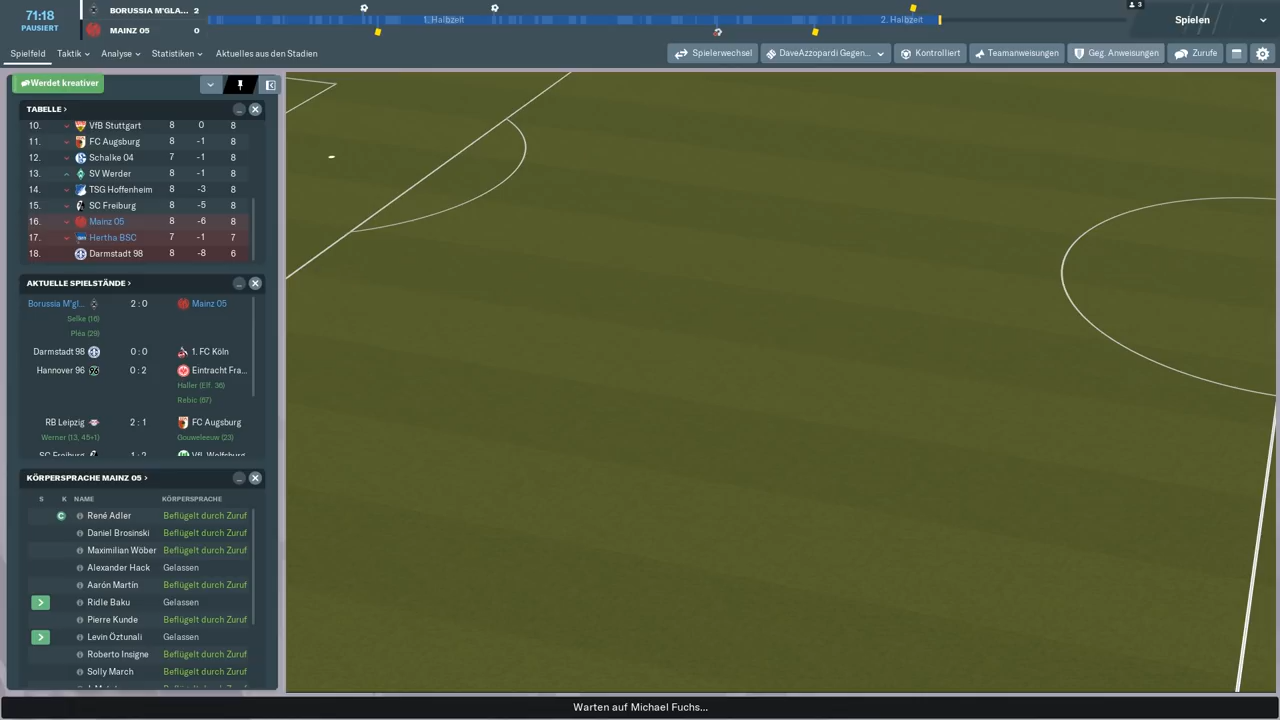 71:18
PAUSIERT
BORUSSIA M'GLA... 2
MAINZ 05 0
1. Halbzeit
2. Halbzeit
3
Spielen
Spielfeld
Taktik
Analyse
Statistiken
Aktuelles aus den Stadien
Spielerwechsel
DaveAzzopardi Gegen...
Kontrolliert
Teamanweisungen
Geg. Anweisungen
Zurufe
Werdet kreativer
TABELLE >
10. VfB Stuttgart 8 0 8
11. FC Augsburg 8 -1 8
12. Schalke 04 7 -1 8
13. SV Werder 8 -1 8
14. TSG Hoffenheim 8 -3 8
15. SC Freiburg 8 -5 8
16. Mainz 05 8 -6 8
17. Hertha BSC 7 -1 7
18. Darmstadt 98 8 -8 6
AKTUELLE SPIELSTÄNDE >
Borussia M'gl... 2 : 0 Mainz 05
Selke (16)
Pléa (29)
Darmstadt 98 0 : 0 1. FC Köln
Hannover 96 0 : 2 Eintracht Fra...
Haller (Elf. 36)
Rebic (67)
RB Leipzig 2 : 1 FC Augsburg
Werner (13, 45+1) Gouweleeuw (23)
SC Freiburg 1 : 2 VfL Wolfsburg
KÖRPERSPRACHE MAINZ 05 >
S K NAME KÖRPERSPRACHE
C René Adler Beflügelt durch Zuruf
Daniel Brosinski Beflügelt durch Zuruf
Maximilian Wöber Beflügelt durch Zuruf
Alexander Hack Gelassen
Aarón Martín Beflügelt durch Zuruf
Ridle Baku Gelassen
Pierre Kunde Beflügelt durch Zuruf
Levin Öztunali Gelassen
Roberto Insigne Beflügelt durch Zuruf
Solly March Beflügelt durch Zuruf
Warten auf Michael Fuchs...